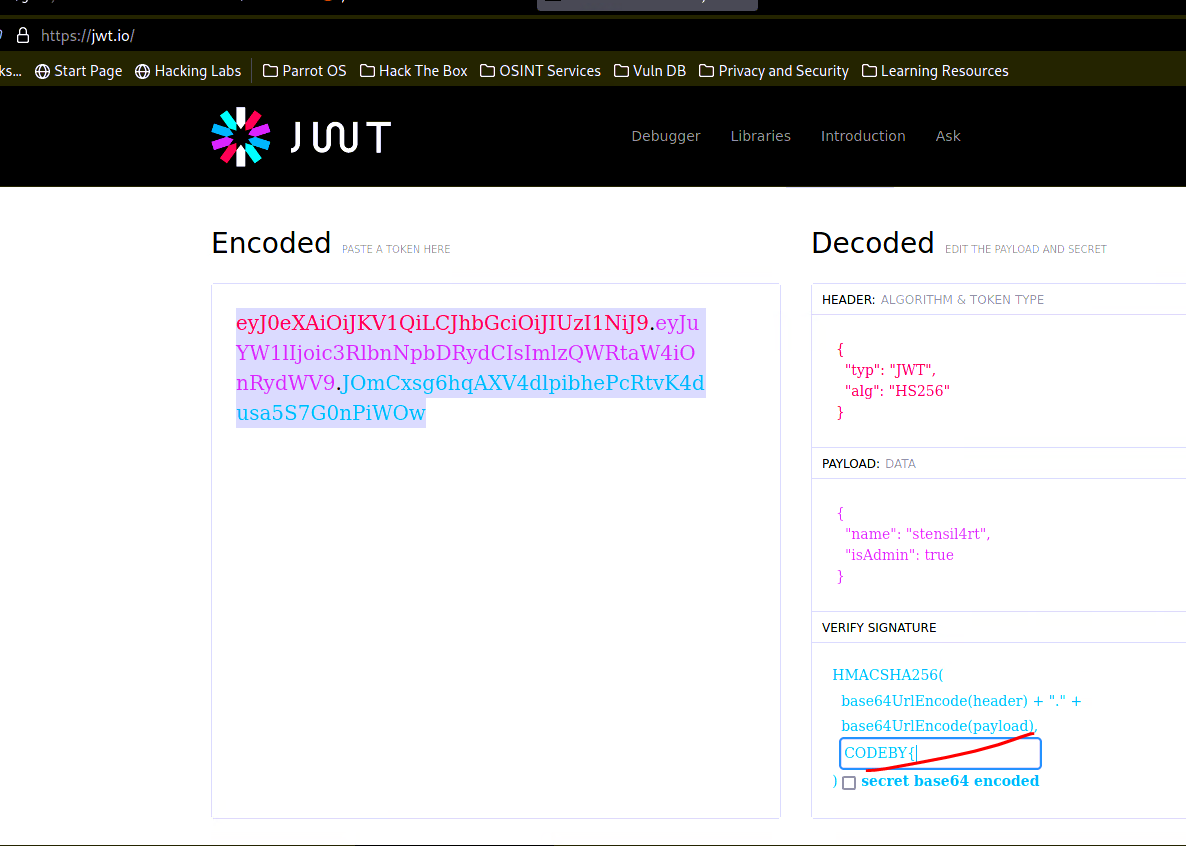 https://jwt.io/
ks... Start Page Hacking Labs Parrot OS Hack The Box OSINT Services Vuln DB Privacy and Security Learning Resources
JWT Debugger Libraries Introduction Ask
Encoded PASTE A TOKEN HERE
eyJ0eXAiOiJKV1QiLCJhbGciOiJIUzI1NiJ9.eyJu
YW1lIjoic3RlbnNpbDRydCIsImlzQWRtaW4iO
nRydWV9.JOmCxsg6hqAXV4dlpibhePcRtvK4d
usa5S7G0nPiWOw
Decoded EDIT THE PAYLOAD AND SECRET
HEADER: ALGORITHM & TOKEN TYPE
{
"typ": "JWT",
"alg": "HS256"
}
PAYLOAD: DATA
{
"name": "stensil4rt",
"isAdmin": true
}
VERIFY SIGNATURE
HMACSHA256(
base64UrlEncode(header) + "." +
base64UrlEncode(payload),
CODEBY{
) secret base64 encoded